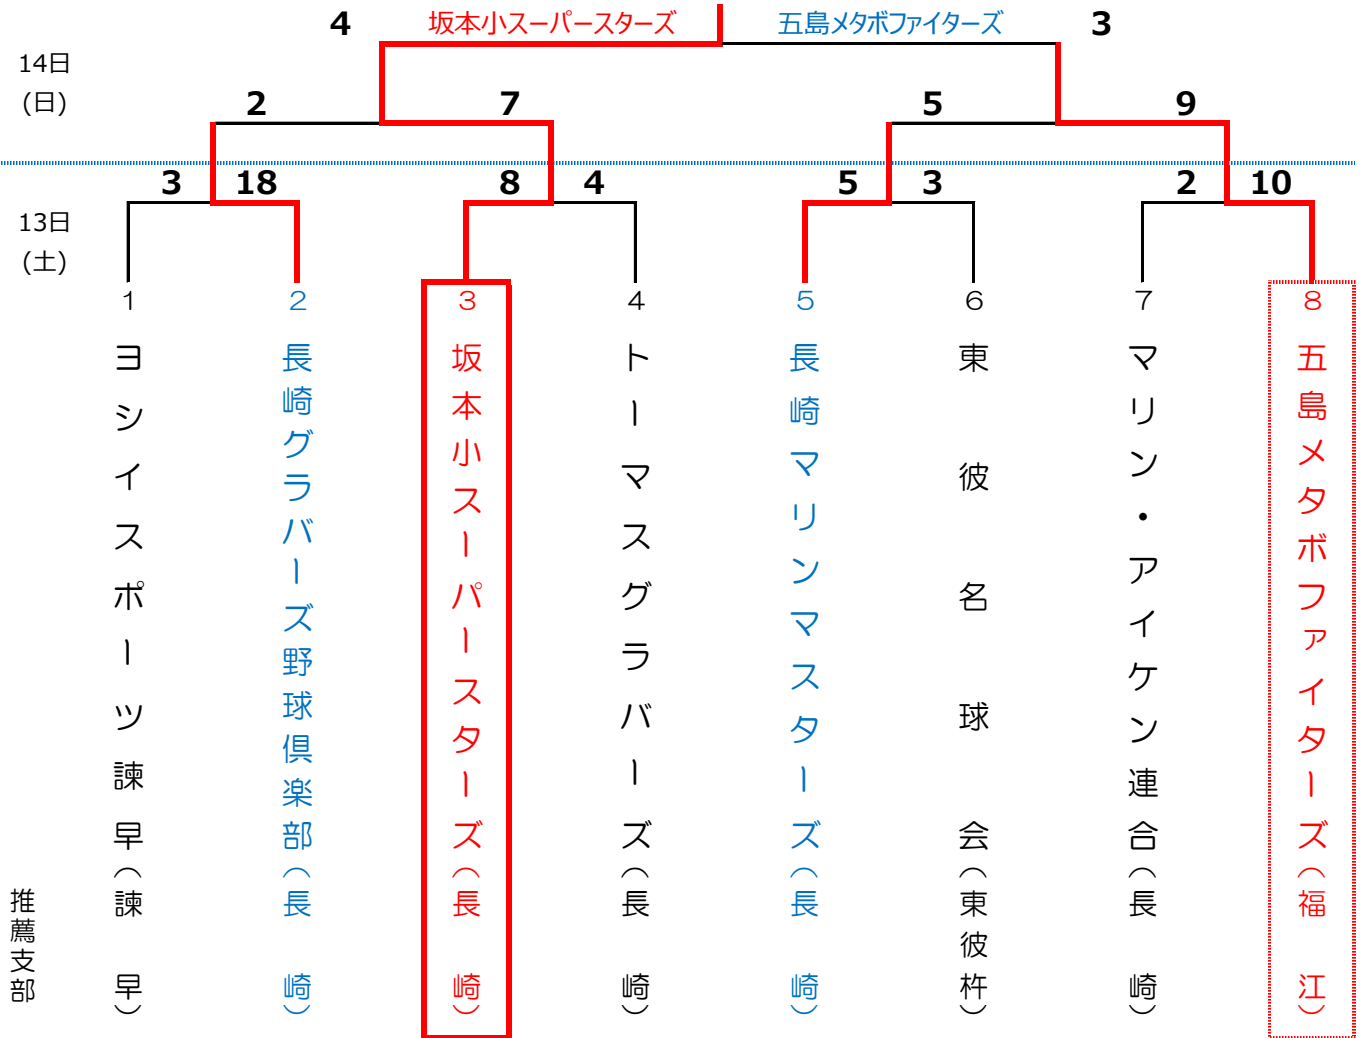 4 坂本小スーパースターズ 五島メタボファイターズ 3
14日
(日)
2 7 5 9
3 18 8 4 5 3 2 10
13日
(土)
1 2 3 4 5 6 7 8
ヨシイスポーツ諫早(諫早)
長崎グラバーズ野球倶楽部(長崎)
坂本小スーパースターズ(長崎)
トーマスグラバーズ(長崎)
長崎マリンマスターズ(長崎)
東彼名球会(東彼杵)
マリン・アイケン連合(長崎)
五島メタボファイターズ(福江)
推薦支部